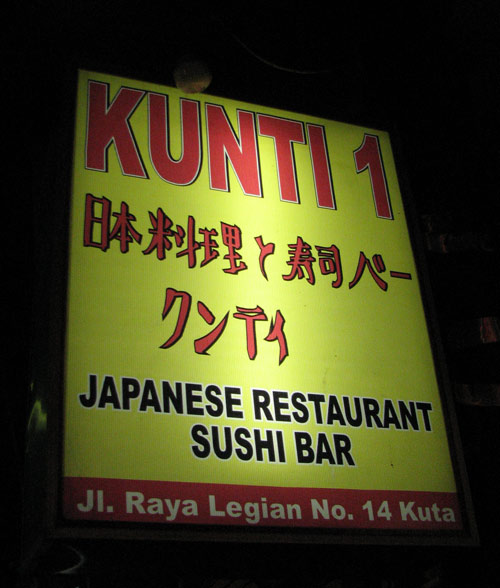 KUNTI 1
日本料理と寿司バー
クンティ
JAPANESE RESTAURANT
SUSHI BAR
Jl. Raya Legian No. 14 Kuta